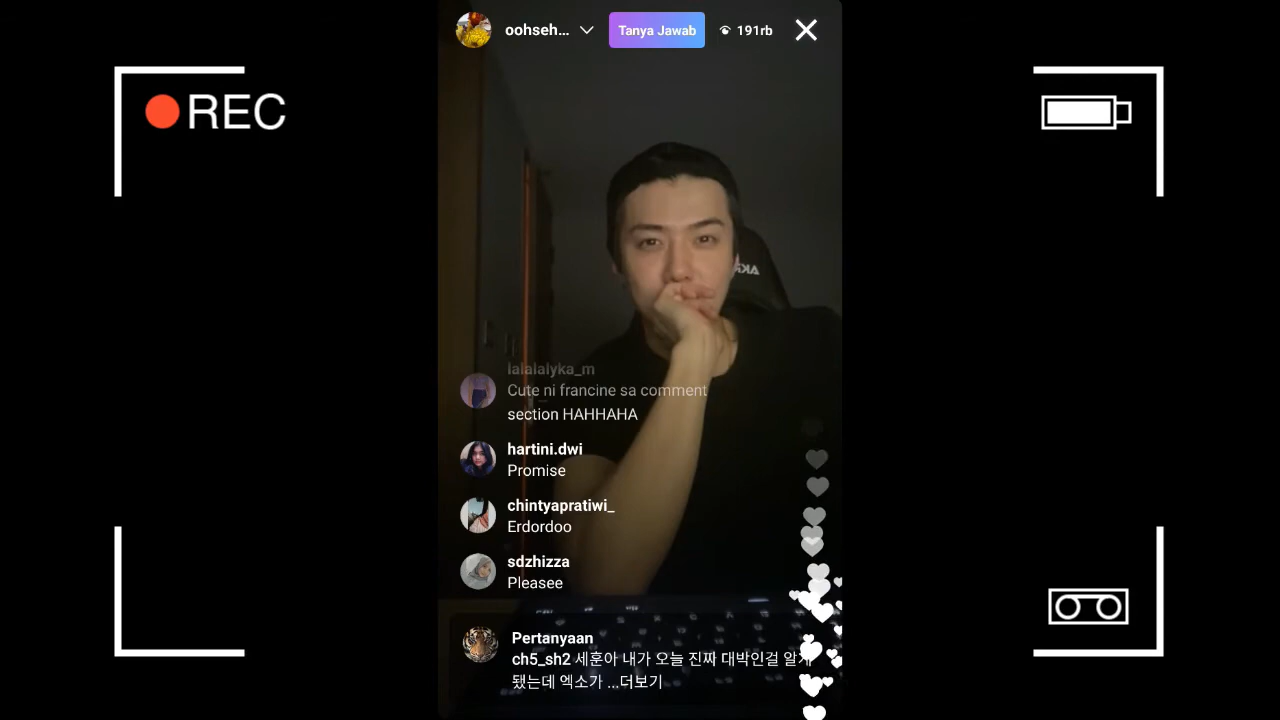 oohseh...
Tanya Jawab
191rb
REC
AKG
lalalalyka_m
Cute ni francine sa comment
section HAHHAHA
hartini.dwi
Promise
chintyapratiwi_
Erdordoo
sdzhizza
Pleasee
Pertanyaan
ch5_sh2 세훈아 내가 오늘 진짜 대박인걸 알게
됐는데 엑소가 ...더보기